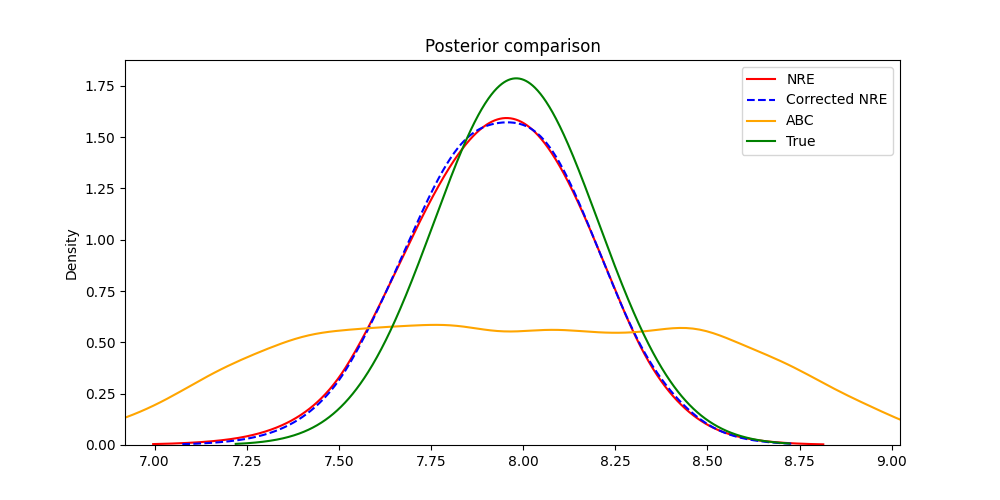 Posterior comparison
NRE
Corrected NRE
ABC
True
Density
1.75
1.50
1.25
1.00
0.75
0.50
0.25
0.00
7.00 7.25 7.50 7.75 8.00 8.25 8.50 8.75 9.00